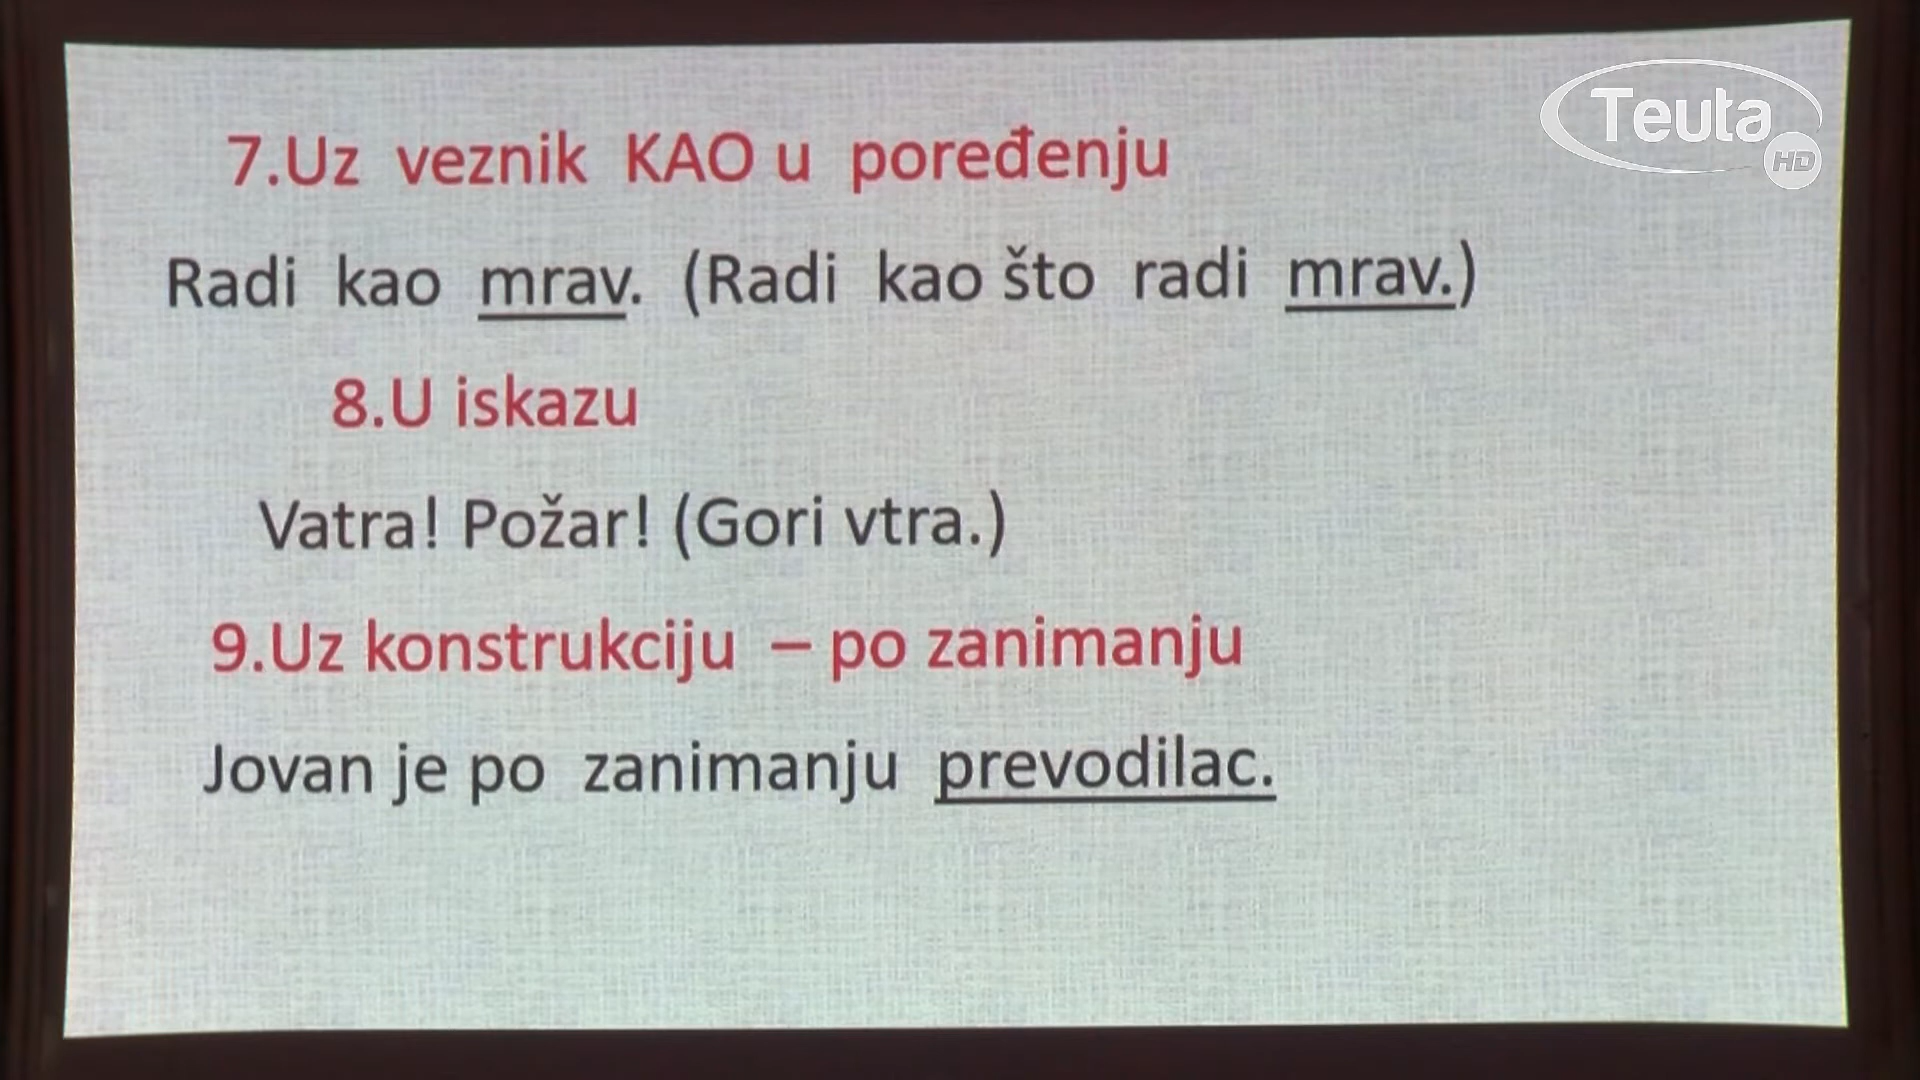 Teuta HD
7.Uz veznik KAO u poređenju
Radi kao mrav. (Radi kao što radi mrav.)
8.U iskazu
Vatra! Požar! (Gori vtra.)
9.Uz konstrukciju – po zanimanju
Jovan je po zanimanju prevodilac.